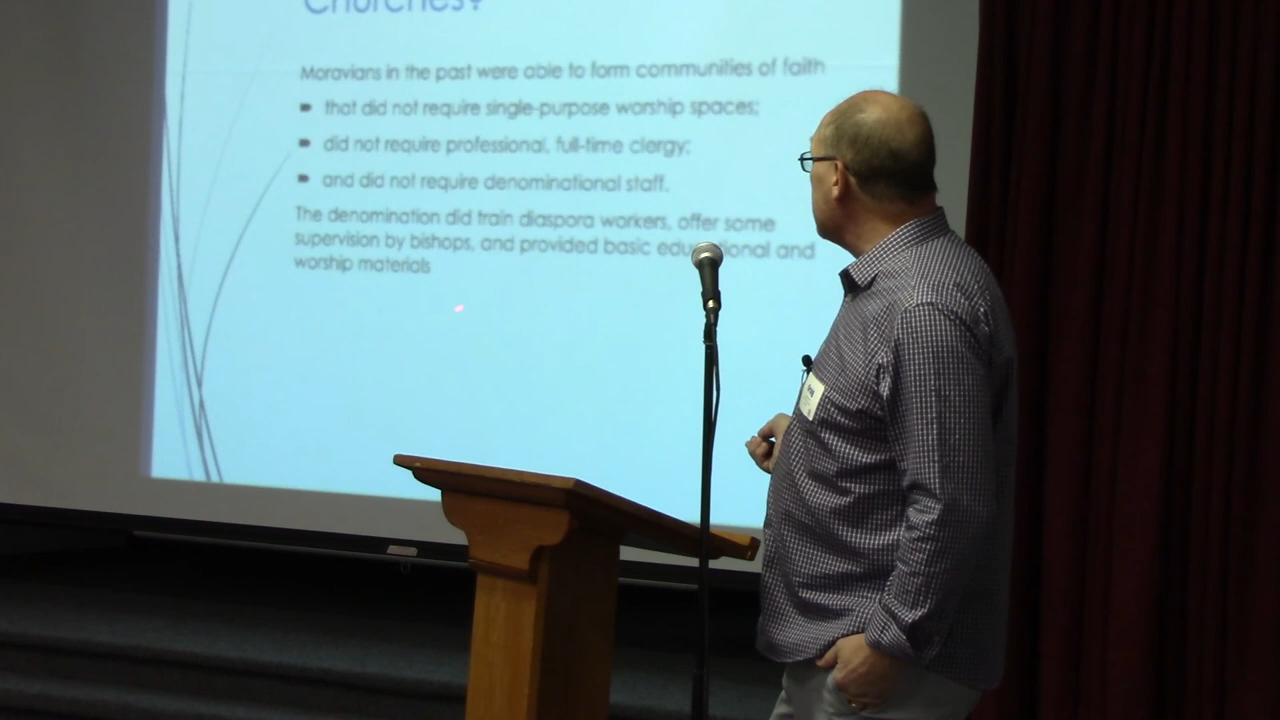 Churches?
Moravians in the past were able to form communities of faith
that did not require single-purpose worship spaces;
did not require professional, full-time clergy;
and did not require denominational staff.
The denomination did train diaspora workers, offer some
supervision by bishops, and provided basic educational and
worship materials